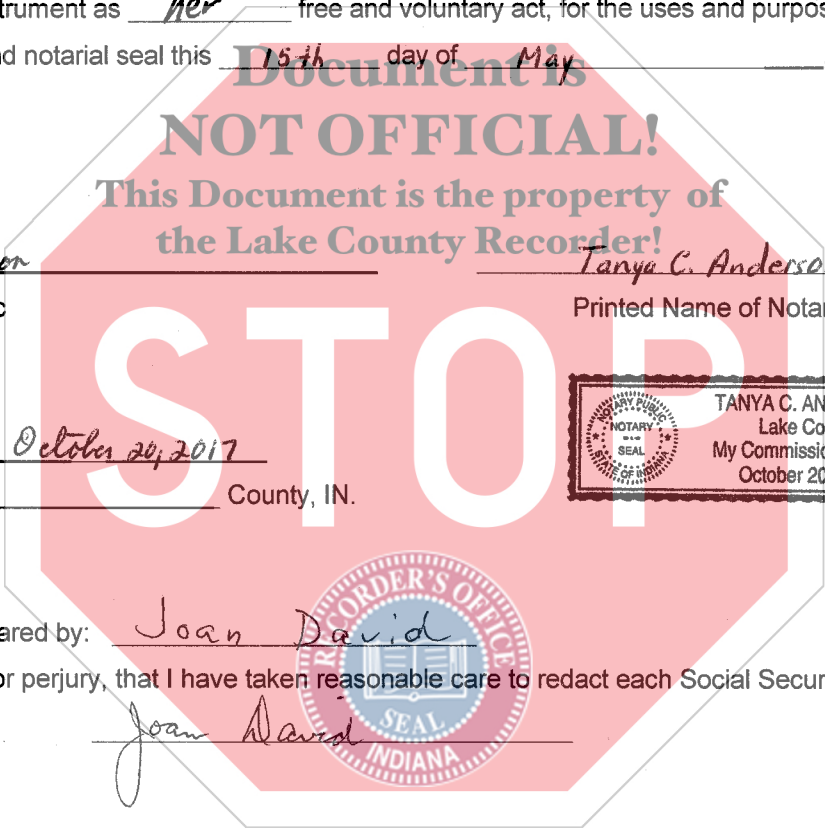 trument as her free and voluntary act, for the uses and purpos
nd notarial seal this 15th day of May
Document is
NOT OFFICIAL!
This Document is the property of
the Lake County Recorder!
on Tanya C. Anderso
c Printed Name of Notar
STOP
TANYA C. AN
Lake Co
My Commissio
October 20
NOTARY PUBLIC
NOTARY
SEAL
STATE OF INDIANA
October 20, 2017
County, IN.
RECORDER'S OFFICE
ared by: Joan David
or perjury, that I have taken reasonable care to redact each Social Secur
Joan David
SEAL
INDIANA